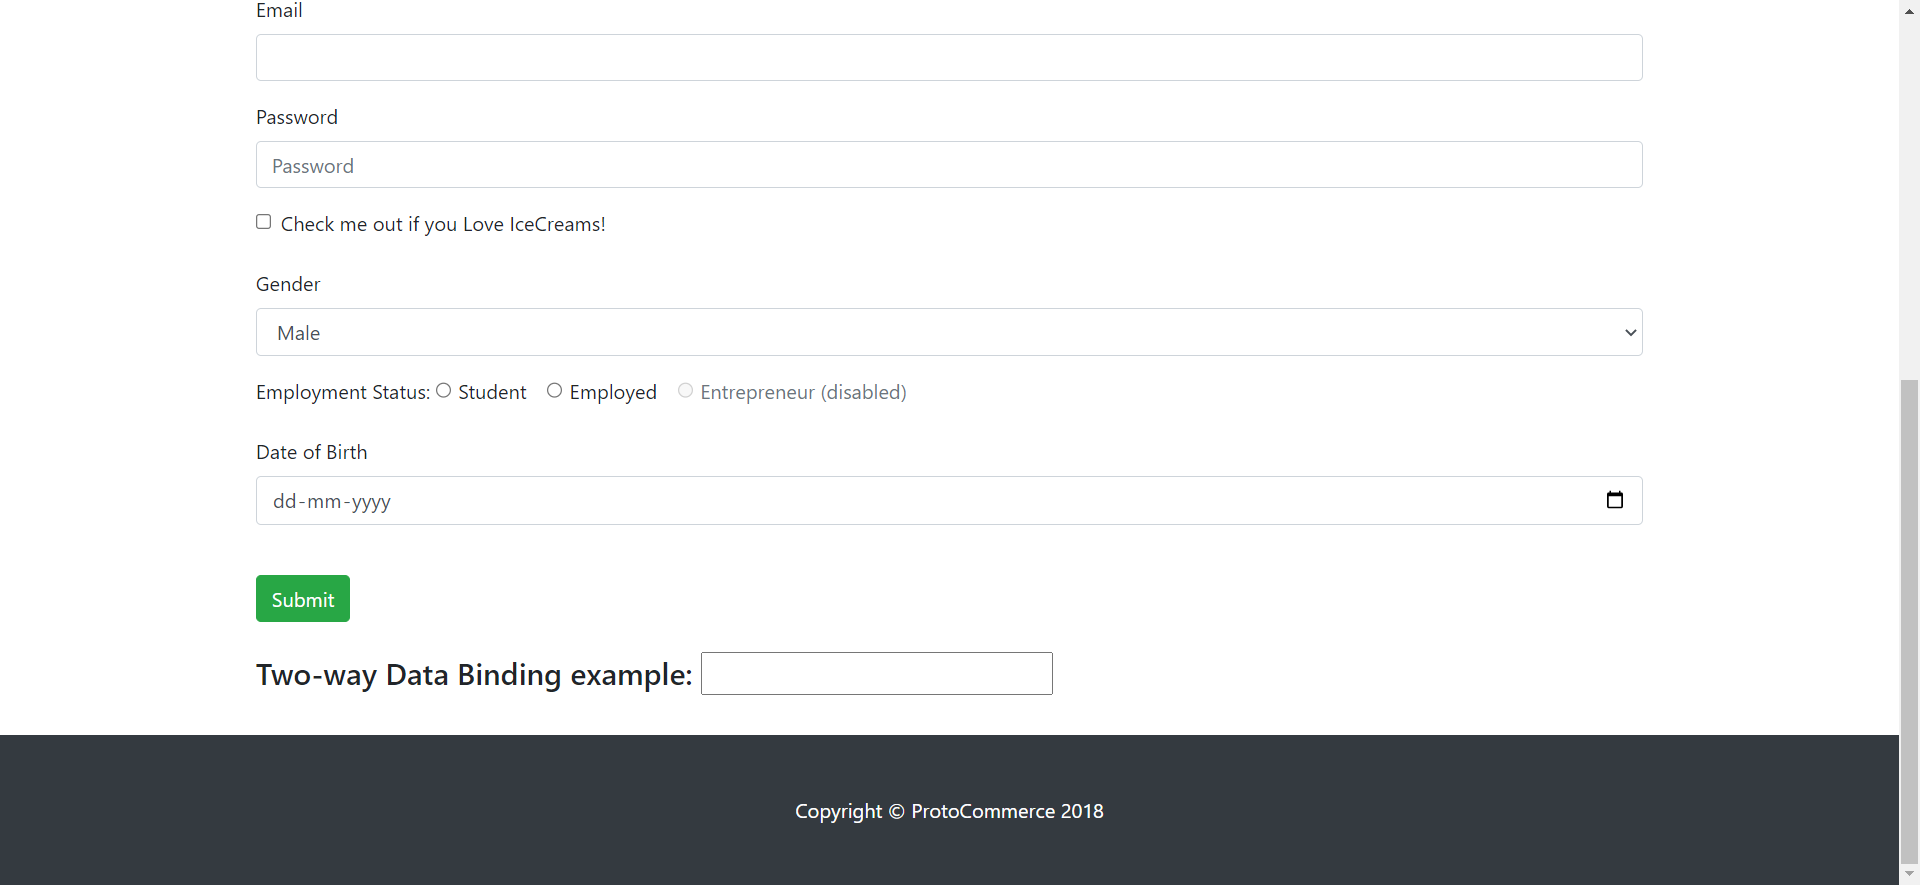 Email
Password
Password
Check me out if you Love IceCreams!
Gender
Male
Employment Status: Student Employed Entrepreneur (disabled)
Date of Birth
dd-mm-yyyy
Submit
Two-way Data Binding example:
Copyright © ProtoCommerce 2018